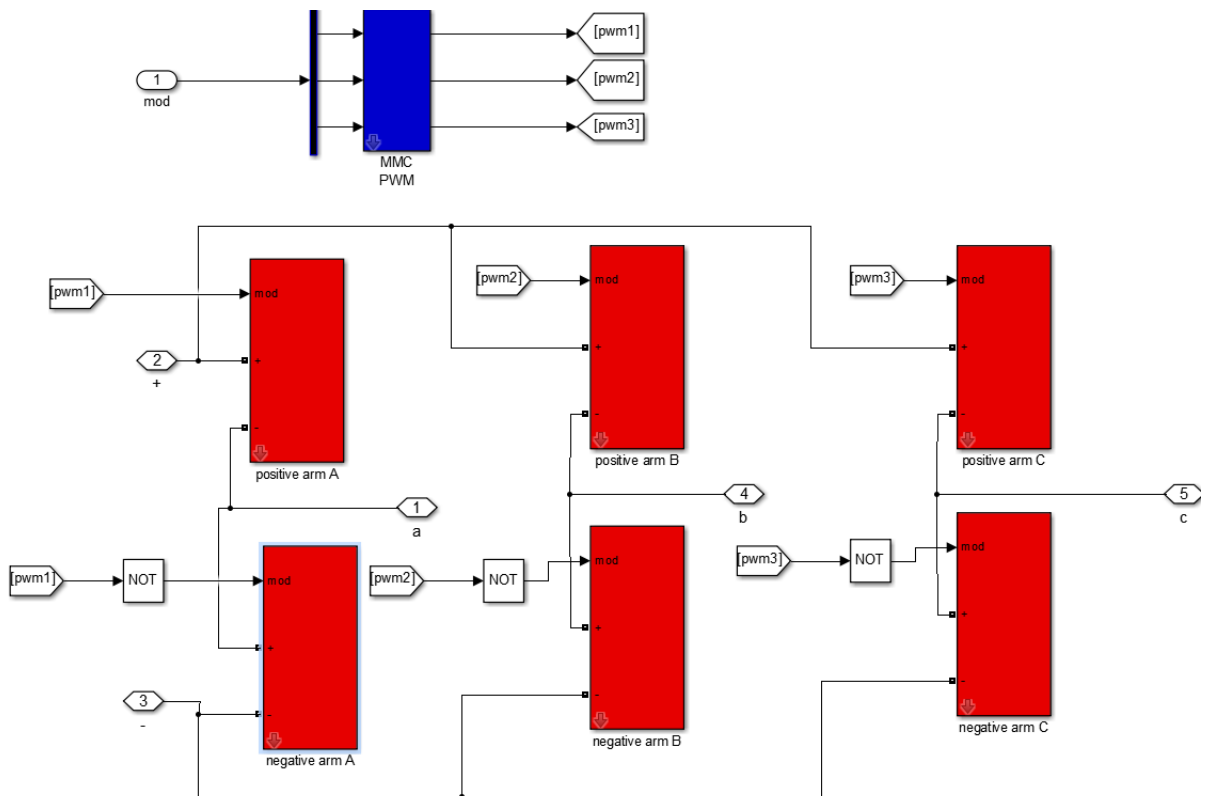 [pwm1]
1
mod
[pwm2]
[pwm3]
MMC
PWM
[pwm1]
mod
2
+
+
-
positive arm A
[pwm2]
mod
+
-
positive arm B
[pwm3]
mod
+
-
positive arm C
1
a
4
b
5
c
[pwm1]
NOT
mod
+
3
-
-
negative arm A
[pwm2]
NOT
mod
+
-
negative arm B
[pwm3]
NOT
mod
+
-
negative arm C